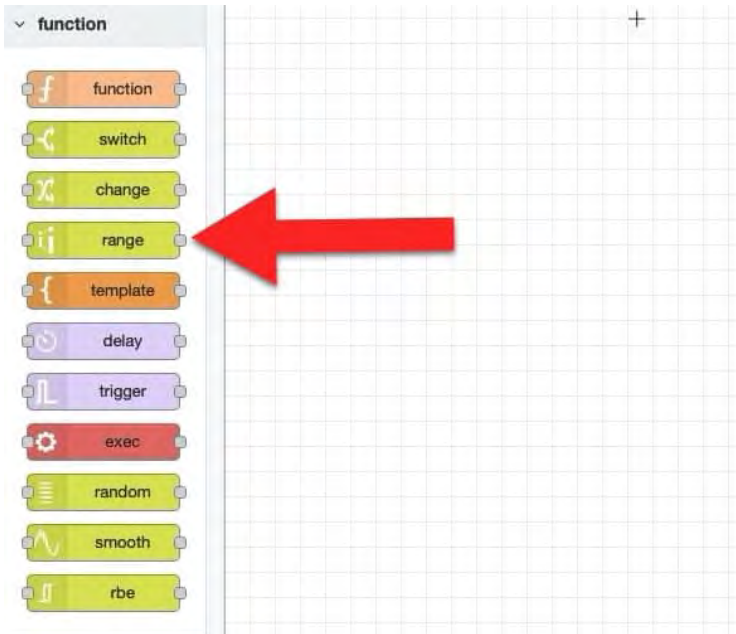 function
function
switch
change
range
template
delay
trigger
exec
random
smooth
rbe